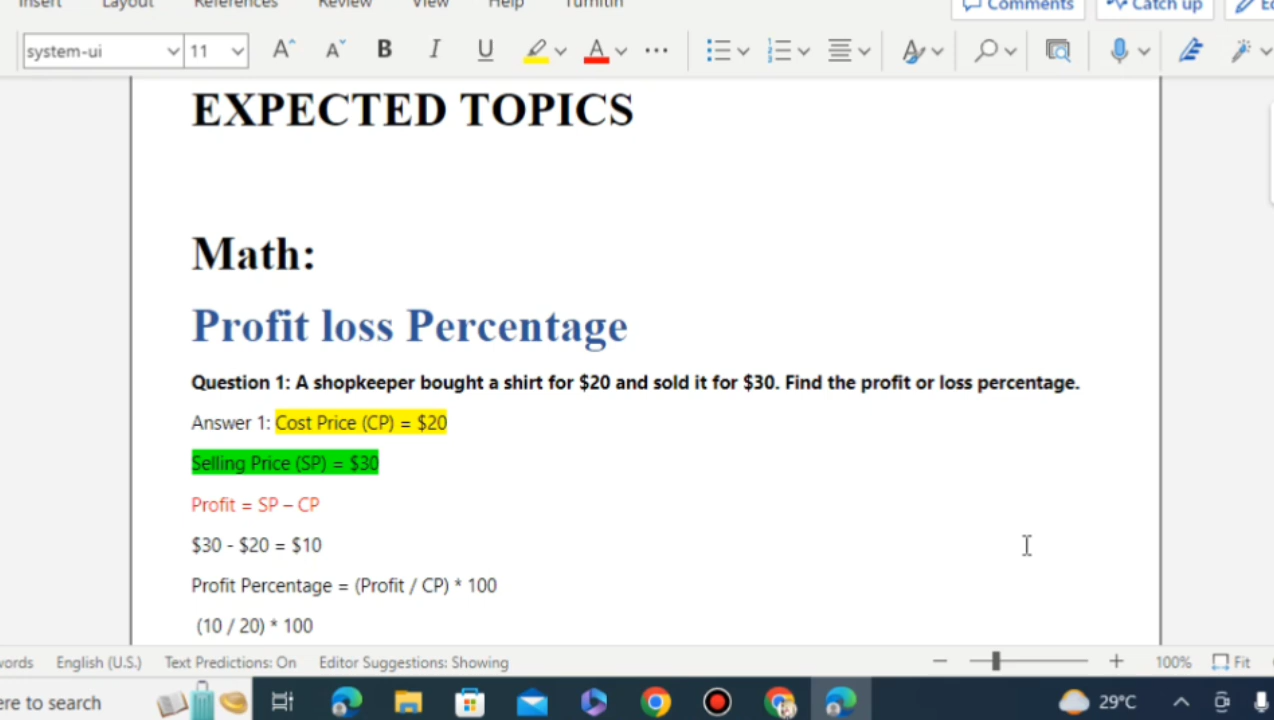 Insert Layout References Review View Help Turnitin Comments Catch up
system-ui 11 A A B I U A
EXPECTED TOPICS
Math:
Profit loss Percentage
Question 1: A shopkeeper bought a shirt for $20 and sold it for $30. Find the profit or loss percentage.
Answer 1: Cost Price (CP) = $20
Selling Price (SP) = $30
Profit = SP – CP
$30 - $20 = $10
Profit Percentage = (Profit / CP) * 100
(10 / 20) * 100
words English (U.S.) Text Predictions: On Editor Suggestions: Showing 100% Fit
ere to search 29°C